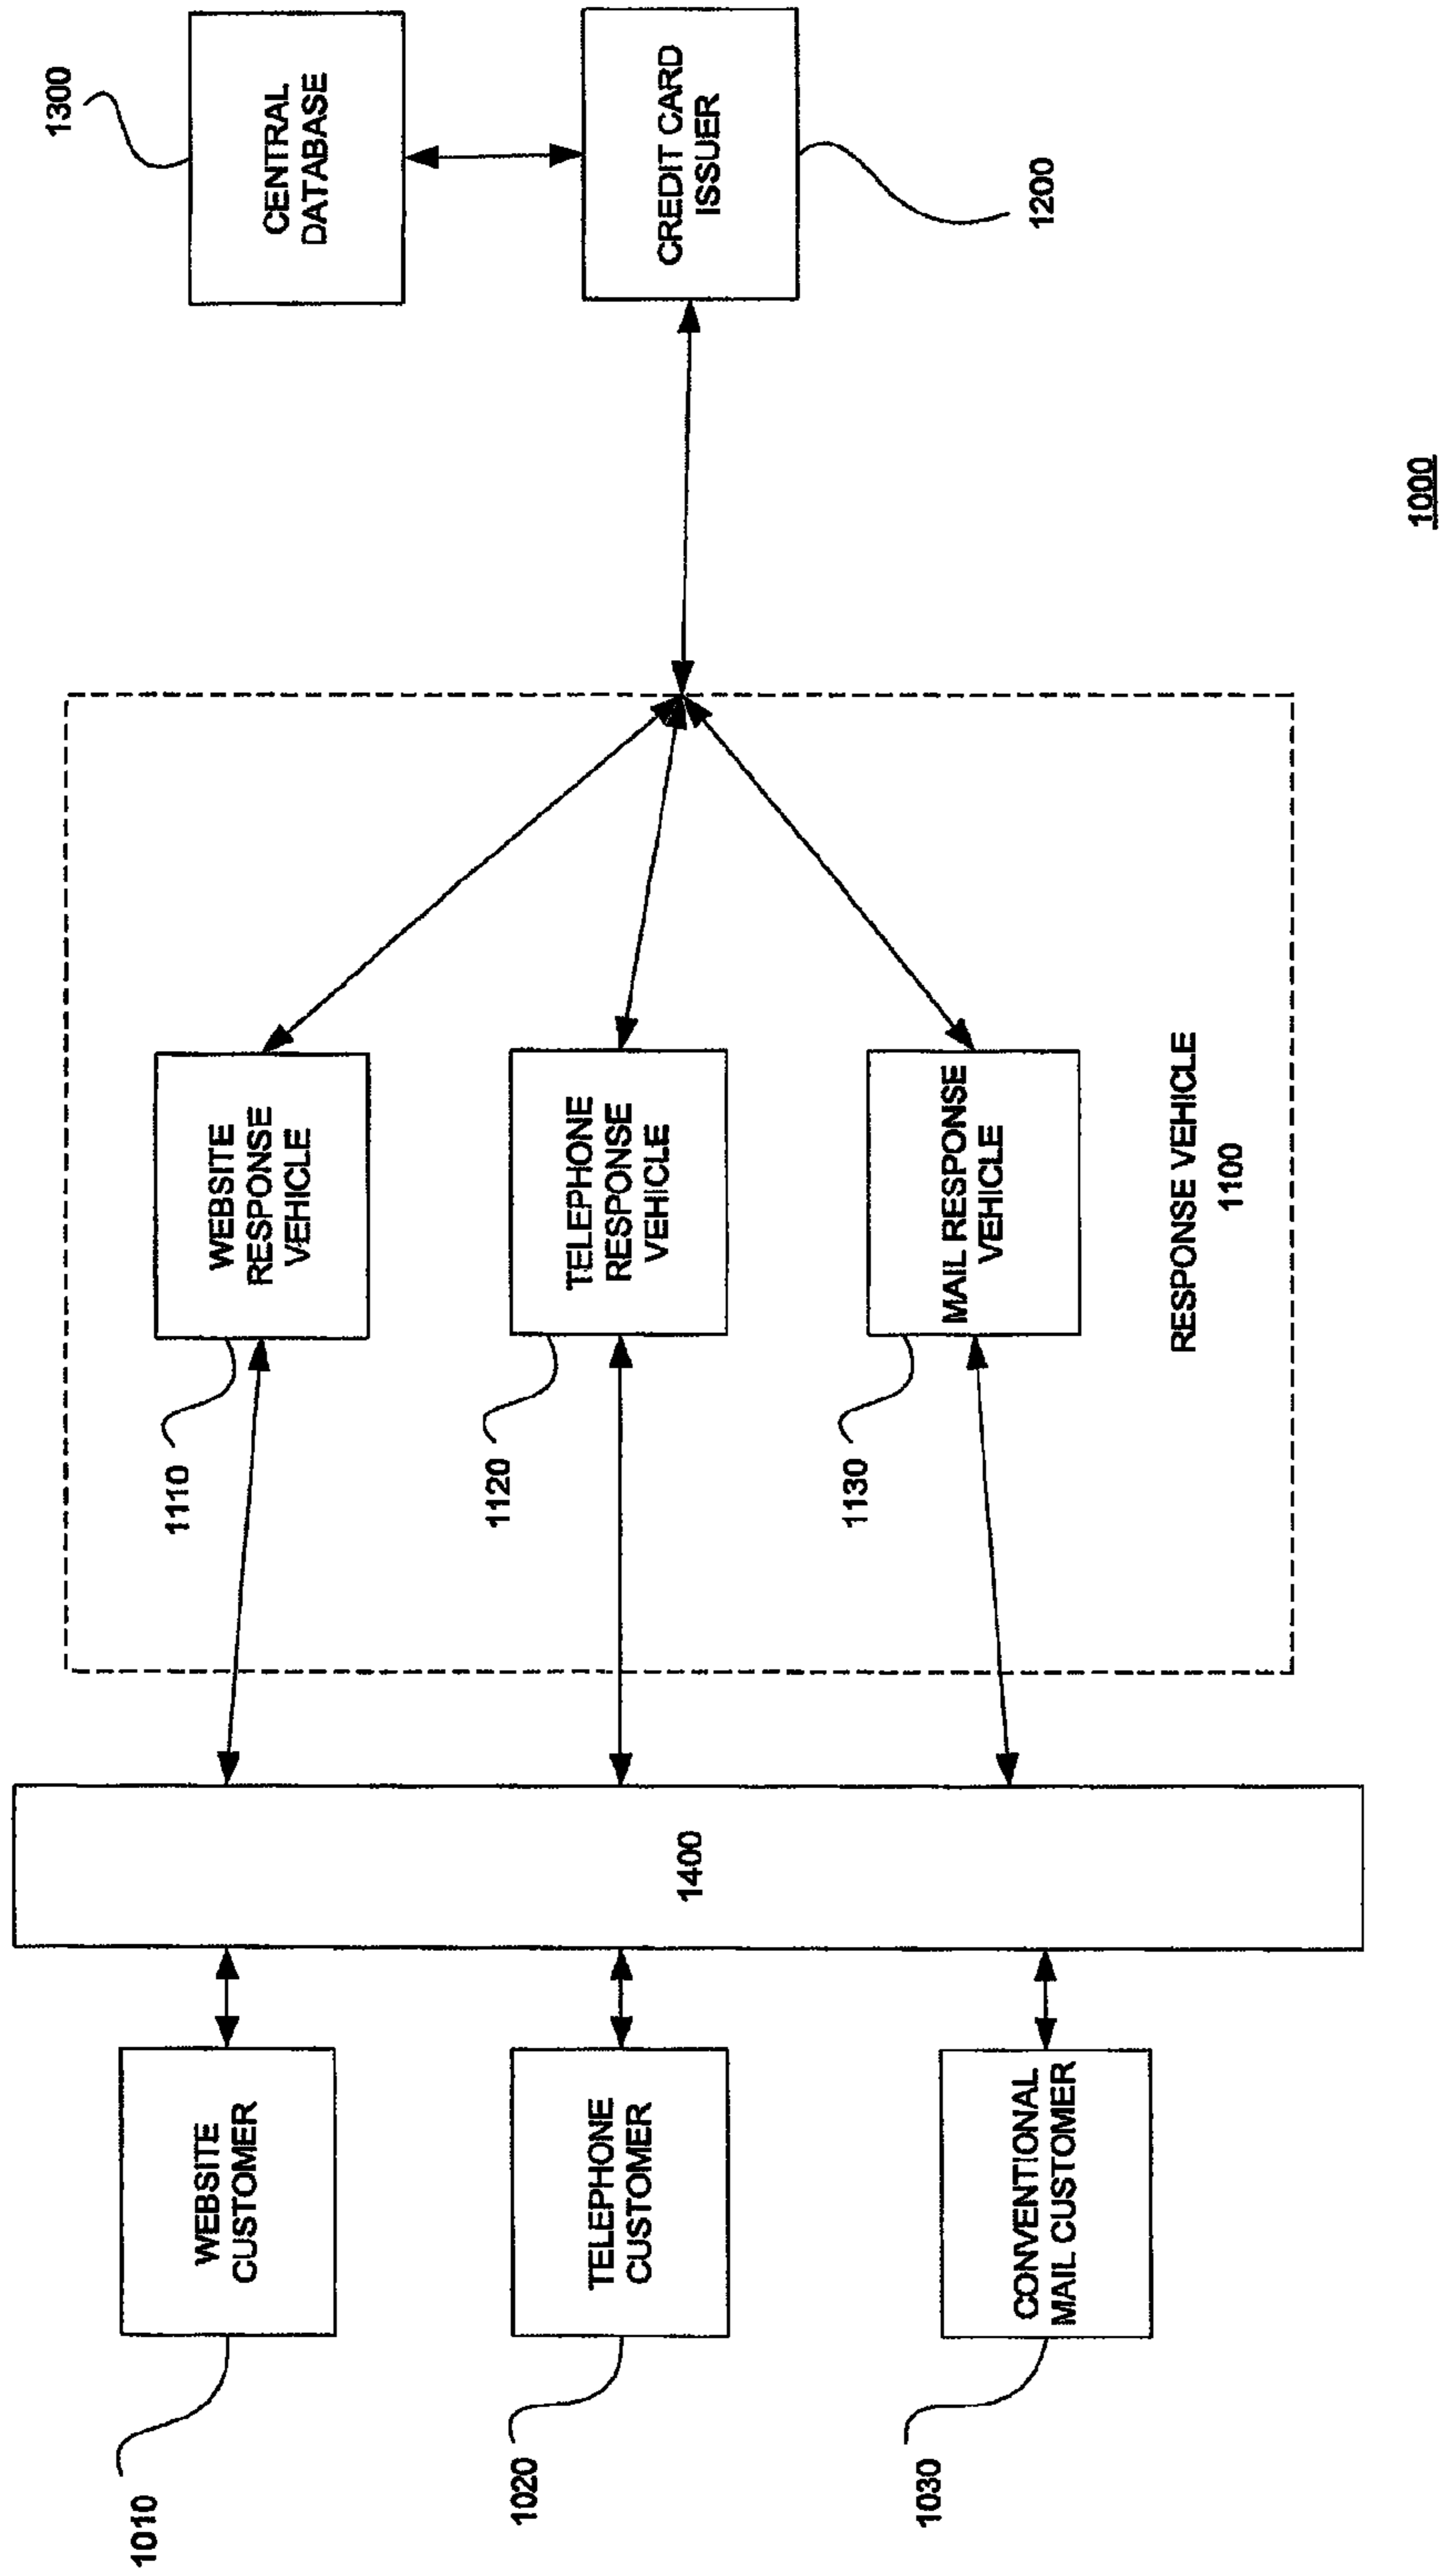 1010
WEBSITE
CUSTOMER
1020
TELEPHONE
CUSTOMER
1030
CONVENTIONAL
MAIL CUSTOMER
1400
1110
WEBSITE
RESPONSE
VEHICLE
1120
TELEPHONE
RESPONSE
VEHICLE
1130
MAIL RESPONSE
VEHICLE
RESPONSE VEHICLE
1100
1300
CENTRAL
DATABASE
CREDIT CARD
ISSUER
1200
1000